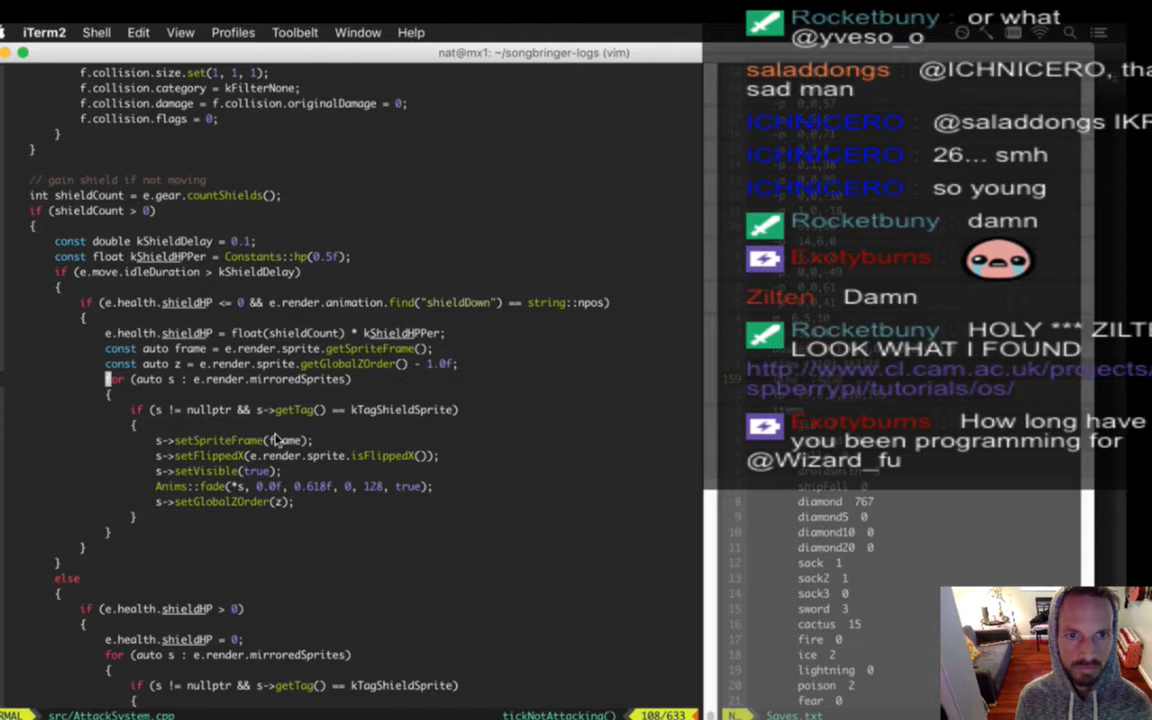 iTerm2 Shell Edit View Profiles Toolbelt Window Help
nat@mx1: ~/songbringer-logs (vim)
f.collision.size.set(1, 1, 1);
f.collision.category = kFilterNone;
f.collision.damage = f.collision.originalDamage = 0;
f.collision.flags = 0;
}
}
// gain shield if not moving
int shieldCount = e.gear.countShields();
if (shieldCount > 0)
{
const double kShieldDelay = 0.1;
const float kShieldHPPer = Constants::hp(0.5f);
if (e.move.idleDuration > kShieldDelay)
{
if (e.health.shieldHP <= 0 && e.render.animation.find("shieldDown") == string::npos)
{
e.health.shieldHP = float(shieldCount) * kShieldHPPer;
const auto frame = e.render.sprite.getSpriteFrame();
const auto z = e.render.sprite.getGlobalZOrder() - 1.0f;
for (auto s : e.render.mirroredSprites)
{
if (s != nullptr && s->getTag() == kTagShieldSprite)
{
s->setSpriteFrame(frame);
s->setFlippedX(e.render.sprite.isFlippedX());
s->setVisible(true);
Anims::fade(*s, 0.0f, 0.618f, 0, 128, true);
s->setGlobalZOrder(z);
}
}
}
}
else
{
if (e.health.shieldHP > 0)
{
e.health.shieldHP = 0;
for (auto s : e.render.mirroredSprites)
{
if (s != nullptr && s->getTag() == kTagShieldSprite)
{
RMAL src/AttackSystem.cpp tickNotAttacking() 108/633
Rocketbuny : or what
@yveso_o
saladdongs @ICHNICERO, tha
sad man
ICHNICERO @saladdongs IKR
ICHNICERO 26... smh
ICHNICERO so young
Rocketbuny damn
Exotyburns
Zilten Damn
Rocketbuny HOLY *** ZILTE
LOOK WHAT I FOUND
http://www.cl.cam.ac.uk/projects/
spberrypi/tutorials/os/
Exotyburns How long have
you been programming for
@Wizard_fu
shipFall 0
8 diamond 767
9 diamond5 0
10 diamond10 0
11 diamond20 0
12 sack 1
13 sack2 1
14 sack3 0
15 sword 3
16 cactus 15
17 fire 0
18 ice 2
19 lightning 0
20 poison 2
21 fear 0
N… Saves.txt